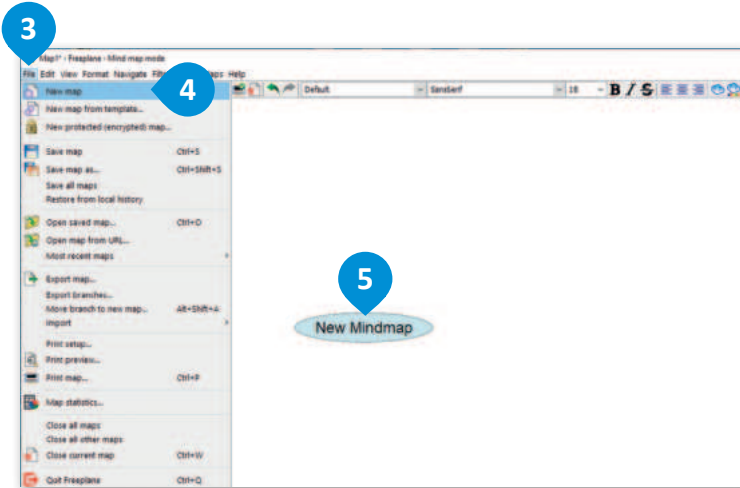 3
Map1* - Freeplane - Mind map mode
File Edit View Format Navigate Filt aps Help
New map
4
Default
SansSerif
18
B I S
New map from template...
New protected (encrypted) map...
Save map Ctrl+S
Save map as... Ctrl+Shift+S
Save all maps
Restore from local history
Open saved map... Ctrl+O
Open map from URL...
Most recent maps
Export map...
Export branches...
Move branch to new map... Alt+Shift+A
Import
5
New Mindmap
Print setup...
Print preview...
Print map... Ctrl+P
Map statistics...
Close all maps
Close all other maps
Close current map Ctrl+W
Quit Freeplane Ctrl+Q